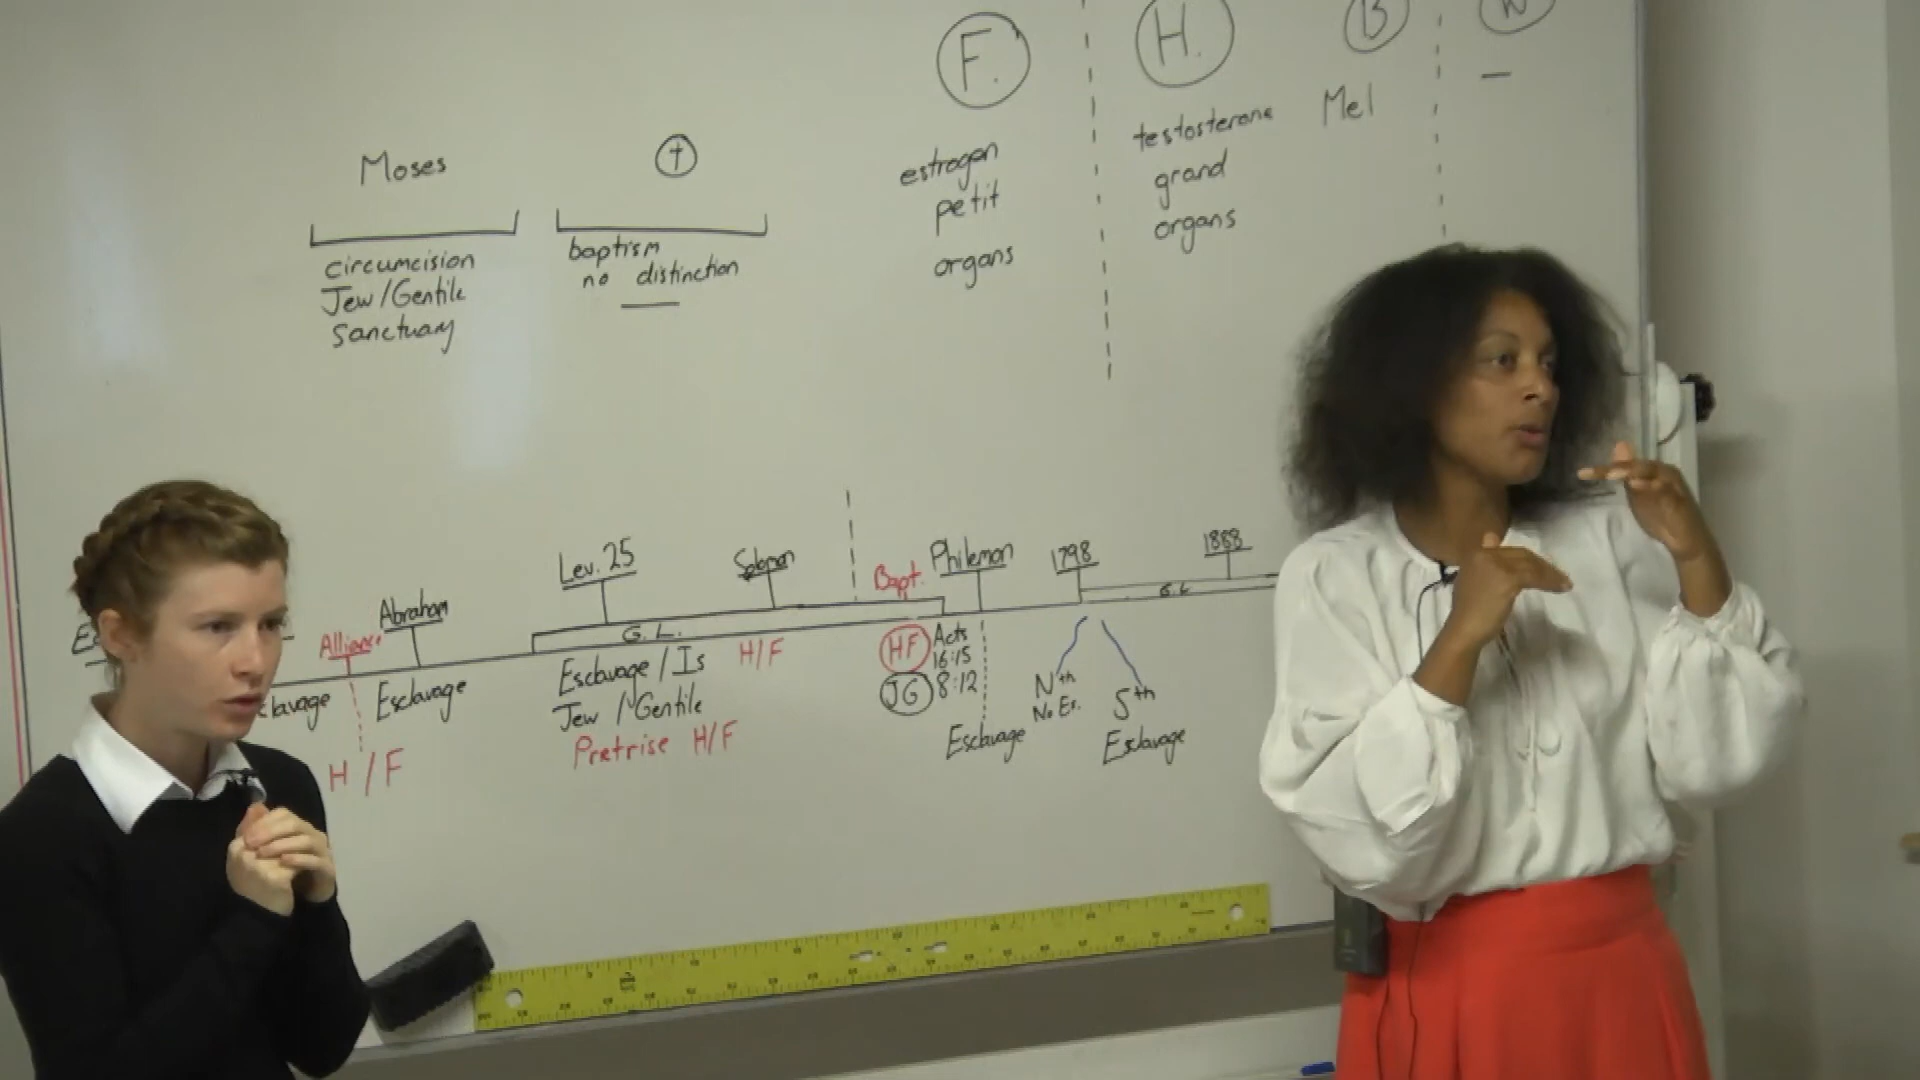 F.
H.
B
Moses
†
estrogen
petit
organs
testosterone
grand
organs
Mel
circumcision
Jew/Gentile
Sanctuary
baptism
no distinction
Alliance
Abraham
Lev. 25
Solomon
Bapt.
Philemon
1798
1888
G.L.
G.L
clavage
Esclavage
H / F
Esclavage / Is
H/F
Jew / Gentile
Pretrise H/F
HF
JG
Acts
16:15
8:12
Esclavage
Nth
No Es.
Sth
Esclavage